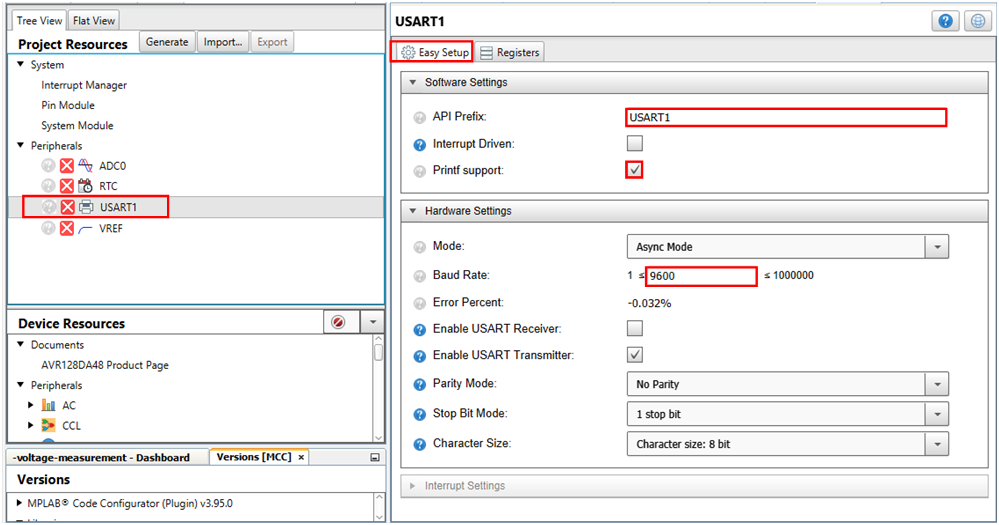 Tree View Flat View
Project Resources Generate Import... Export
System
Interrupt Manager
Pin Module
System Module
Peripherals
ADC0
RTC
USART1
VREF
Device Resources
Documents
AVR128DA48 Product Page
Peripherals
AC
CCL
-voltage-measurement - Dashboard Versions [MCC] ×
Versions
MPLAB® Code Configurator (Plugin) v3.95.0
USART1
Easy Setup Registers
Software Settings
API Prefix: USART1
Interrupt Driven:
Printf support:
Hardware Settings
Mode: Async Mode
Baud Rate: 1 ≤ 9600 ≤ 1000000
Error Percent: -0.032%
Enable USART Receiver:
Enable USART Transmitter:
Parity Mode: No Parity
Stop Bit Mode: 1 stop bit
Character Size: Character size: 8 bit
Interrupt Settings